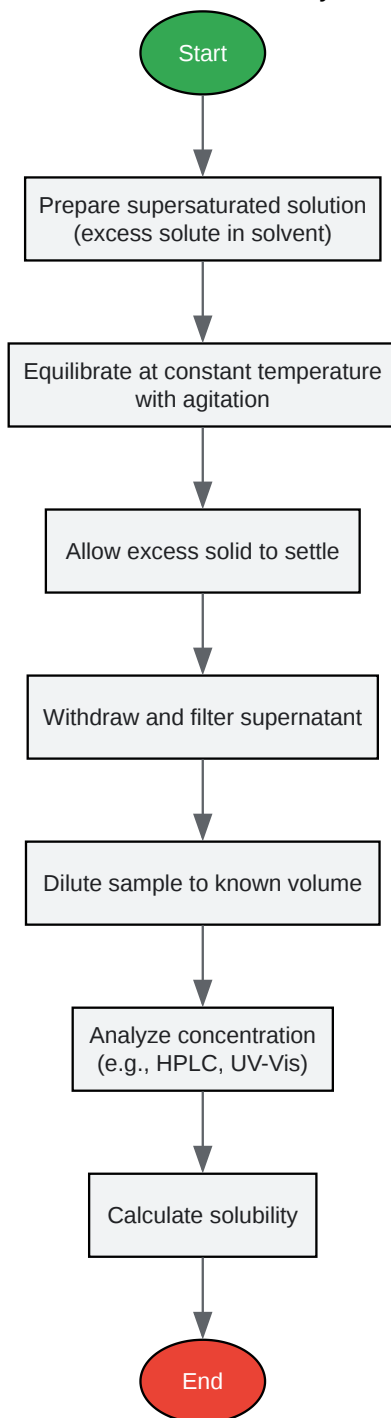 Start
Prepare supersaturated solution
(excess solute in solvent)
Equilibrate at constant temperature
with agitation
Allow excess solid to settle
Withdraw and filter supernatant
Dilute sample to known volume
Analyze concentration
(e.g., HPLC, UV-Vis)
Calculate solubility
End